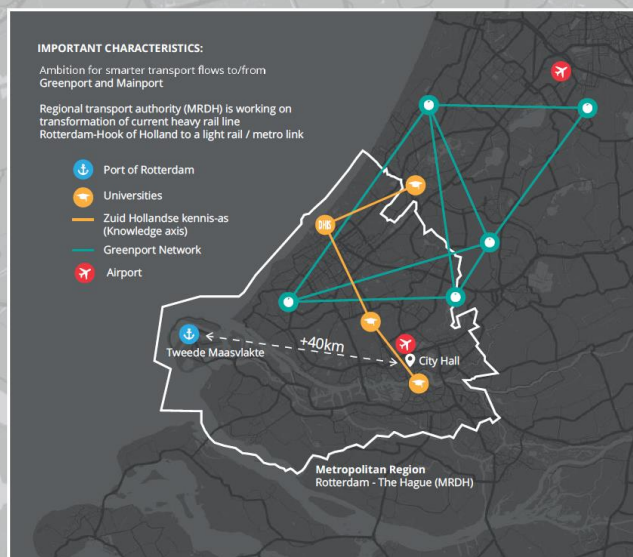 IMPORTANT CHARACTERISTICS:
Ambition for smarter transport flows to/from
Greenport and Mainport
Regional transport authority (MRDH) is working on
transformation of current heavy rail line
Rotterdam-Hook of Holland to a light rail / metro link
Port of Rotterdam
Universities
Zuid Hollandse kennis-as
(Knowledge axis)
Greenport Network
Airport
+40km
Tweede Maasvlakte
City Hall
Metropolitan Region
Rotterdam - The Hague (MRDH)